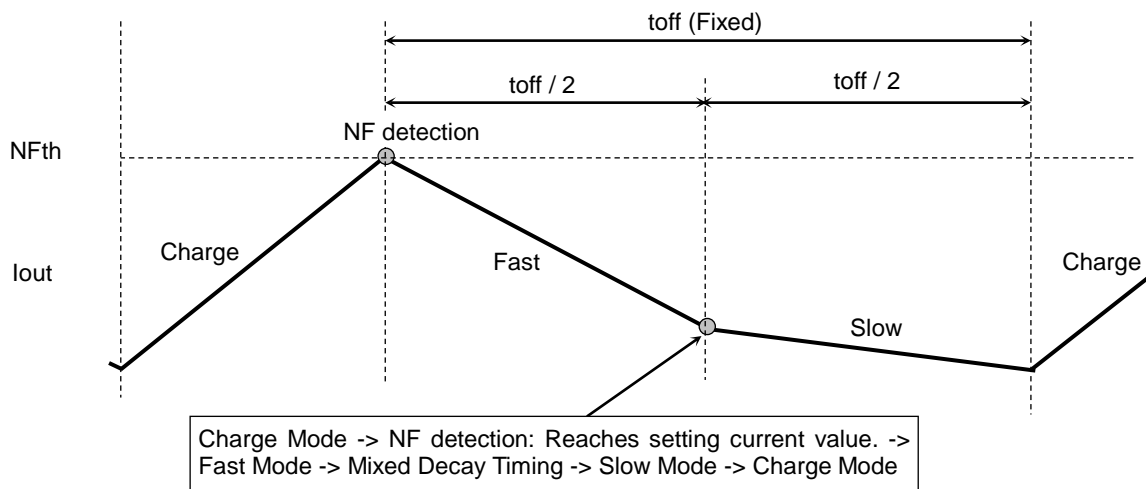 toff (Fixed)
toff / 2
toff / 2
NF detection
NFth
Charge
Fast
Charge
Iout
Slow
Charge Mode -> NF detection: Reaches setting current value. ->
Fast Mode -> Mixed Decay Timing -> Slow Mode -> Charge Mode